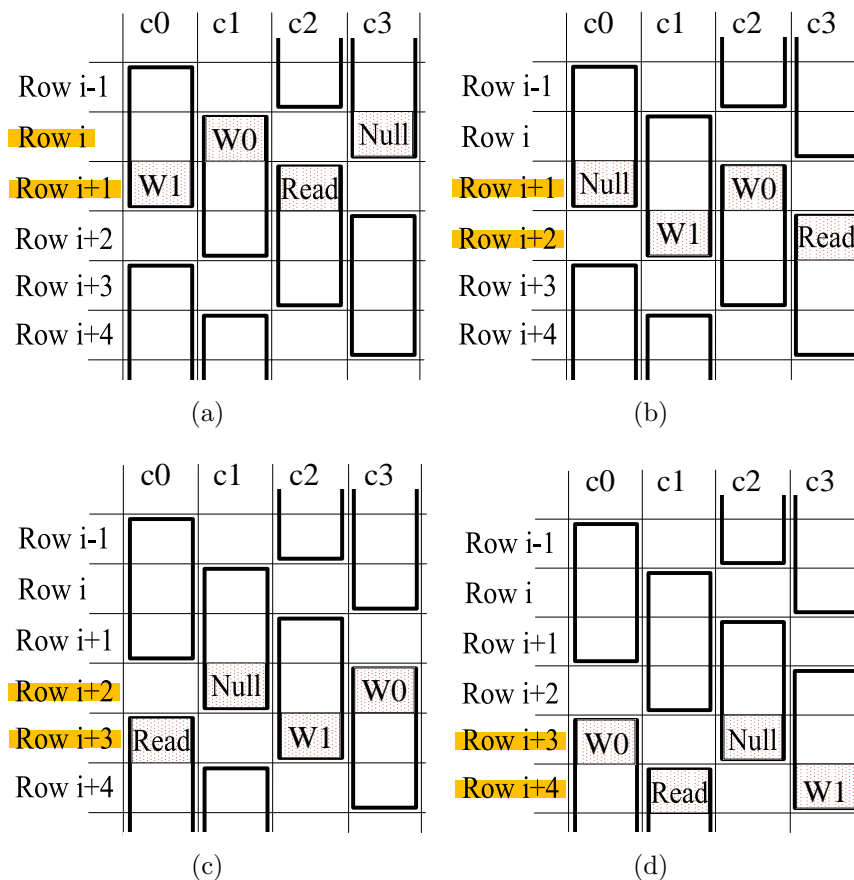 c0 c1 c2 c3
Row i-1
Row i W0 Null
Row i+1 W1 Read
Row i+2
Row i+3
Row i+4
(a)
c0 c1 c2 c3
Row i-1
Row i
Row i+1 Null W0
Row i+2 W1 Read
Row i+3
Row i+4
(b)
c0 c1 c2 c3
Row i-1
Row i
Row i+1
Row i+2 Null W0
Row i+3 Read W1
Row i+4
(c)
c0 c1 c2 c3
Row i-1
Row i
Row i+1
Row i+2
Row i+3 W0 Null
Row i+4 Read W1
(d)